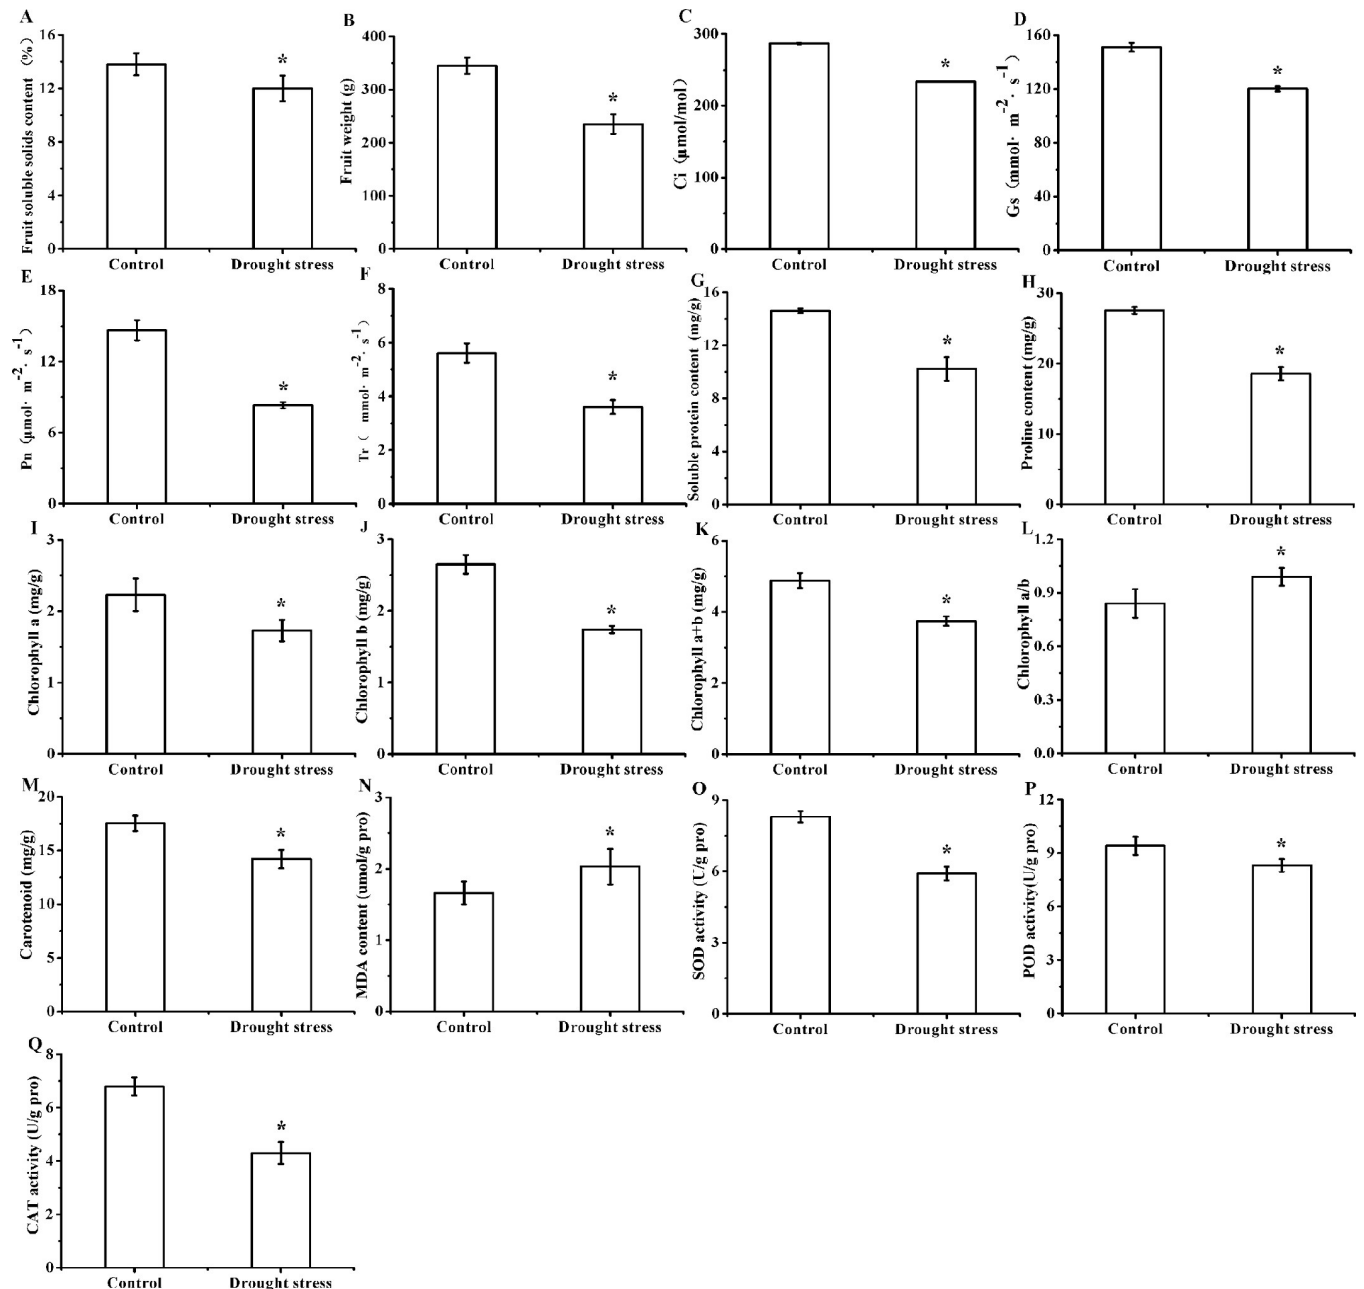 A
Fruit soluble solids content (%)
16
12
8
4
0
*
Control
Drought stress
B
Fruit weight (g)
400
300
200
100
0
*
Control
Drought stress
C
Ci (μmol/mol)
300
200
100
0
*
Control
Drought stress
D
Gs (mmol· m-2· s-1)
160
120
80
40
0
*
Control
Drought stress
E
Pn (μmol· m-2· s-1)
18
12
6
0
*
Control
Drought stress
F
Tr ( mmol· m-2· s-1)
8
6
4
2
0
*
Control
Drought stress
G
Soluble protein content (mg/g)
16
12
8
4
0
*
Control
Drought stress
H
Proline content (mg/g)
30
20
10
0
*
Control
Drought stress
I
Chlorophyll a (mg/g)
3
2
1
0
*
Control
Drought stress
J
Chlorophyll b (mg/g)
3
2
1
0
*
Control
Drought stress
K
Chlorophyll a+b (mg/g)
6
4
2
0
*
Control
Drought stress
L
Chlorophyll a/b
1.2
0.9
0.6
0.3
0.0
*
Control
Drought stress
M
Carotenoid (mg/g)
20
15
10
5
0
*
Control
Drought stress
N
MDA content (umol/g pro)
3
2
1
0
*
Control
Drought stress
O
SOD activity (U/g pro)
9
6
3
0
*
Control
Drought stress
P
POD activity(U/g pro)
12
9
6
3
0
*
Control
Drought stress
Q
CAT activity (U/g pro)
8
6
4
2
0
*
Control
Drought stress